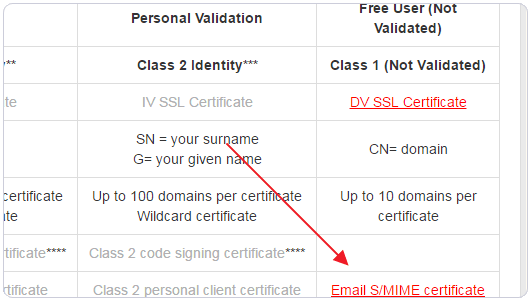 Personal Validation
Free User (Not
Validated)
**
Class 2 Identity***
Class 1 (Not Validated)
te
IV SSL Certificate
DV SSL Certificate
SN = your surname
G= your given name
CN= domain
certificate
Up to 100 domains per certificate
Wildcard certificate
Up to 10 domains per
certificate
tificate****
Class 2 code signing certificate****
tificate
Class 2 personal client certificate
Email S/MIME certificate